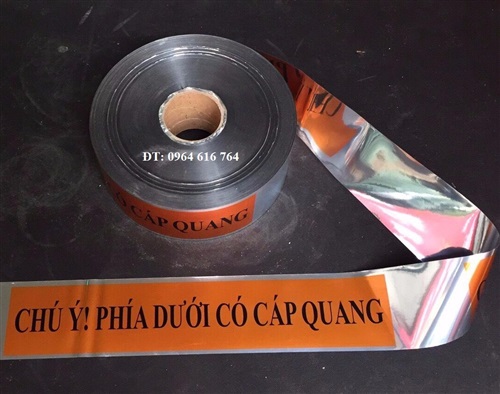 ĐT: 0964 616 764
Ó CÁP QUANG
CHÚ Ý! PHÍA DƯỚI CÓ CÁP QUANG